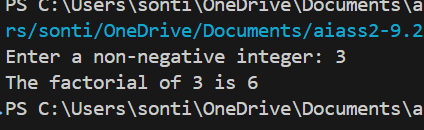 PS C:\Users\sonti\OneDrive\Documents\a
rs/sonti/OneDrive/Documents/aiass2-9.2
Enter a non-negative integer: 3
The factorial of 3 is 6
PS C:\Users\sonti\OneDrive\Documents\a